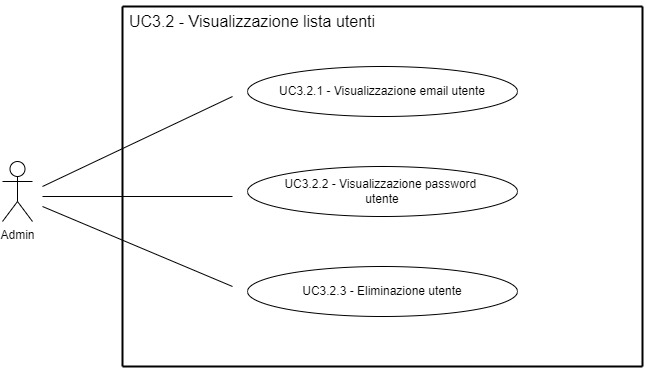 UC3.2 - Visualizzazione lista utenti
UC3.2.1 - Visualizzazione email utente
UC3.2.2 - Visualizzazione password
utente
Admin
UC3.2.3 - Eliminazione utente